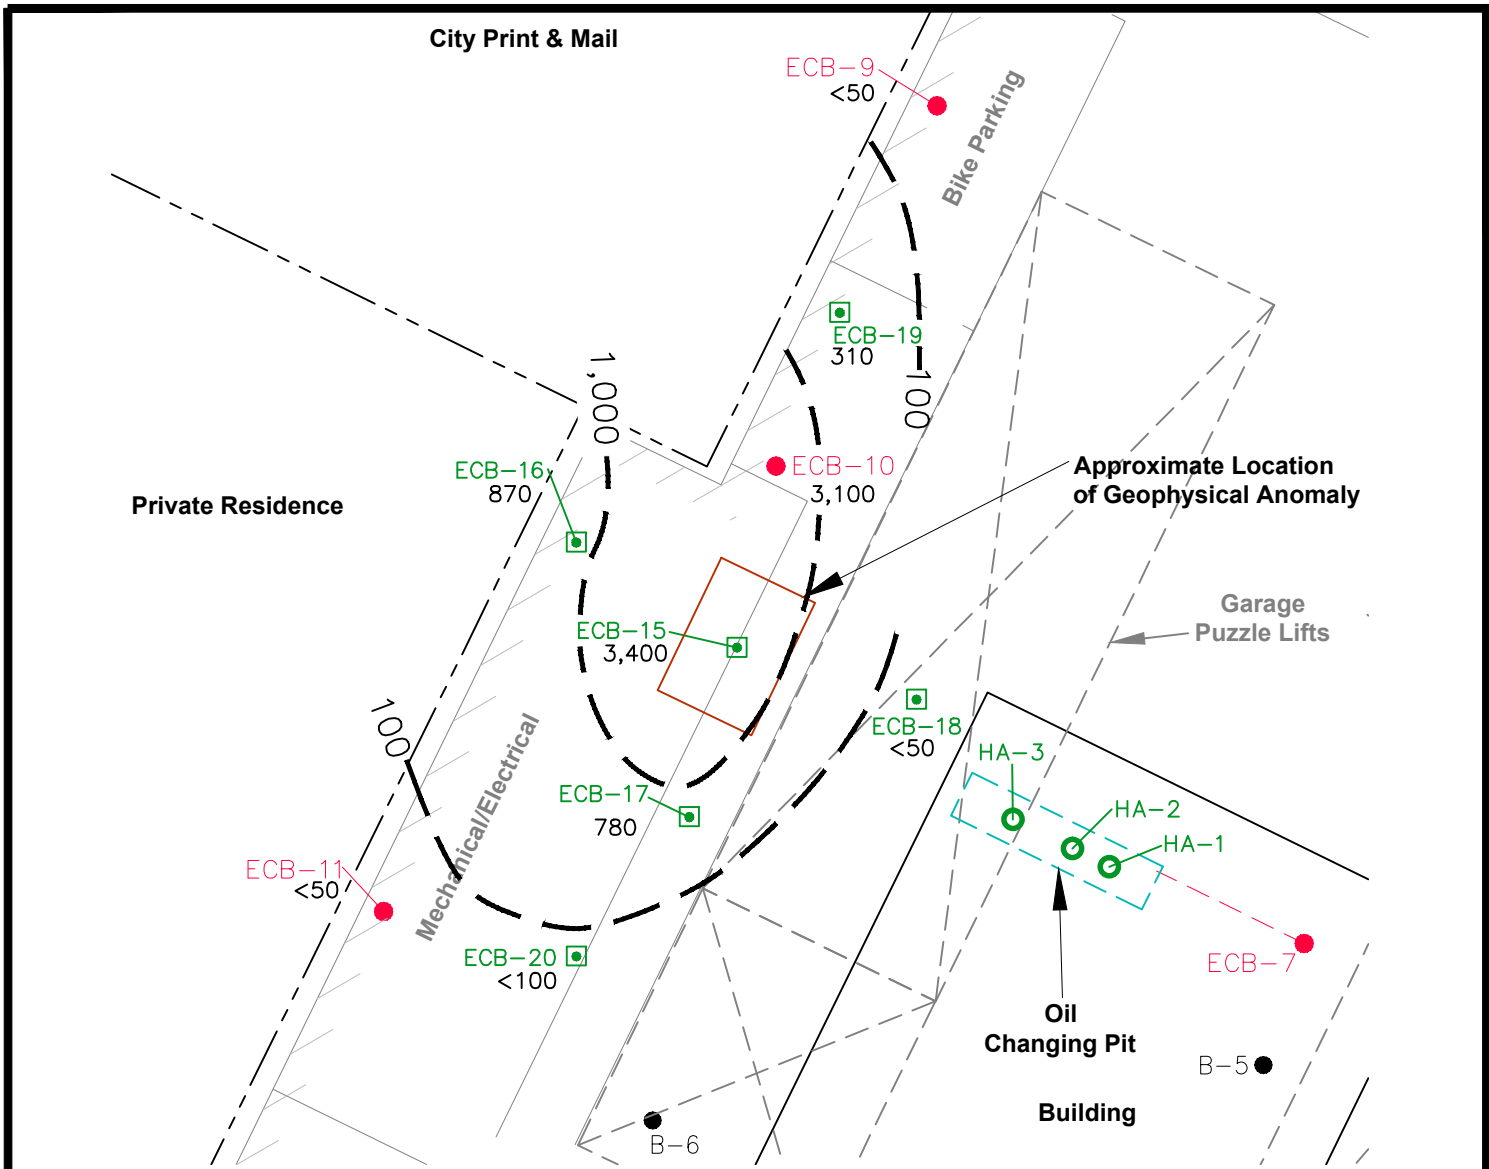 City Print & Mail
ECB-9
<50
Bike Parking
ECB-19
310
100
1,000
ECB-16
870
ECB-10
3,100
Approximate Location
of Geophysical Anomaly
Private Residence
Garage
Puzzle Lifts
ECB-15
3,400
100
ECB-18
<50
HA-3
HA-2
HA-1
ECB-17
780
Mechanical/Electrical
ECB-11
<50
ECB-20
<100
ECB-7
Oil
Changing Pit
B-5
Building
B-6